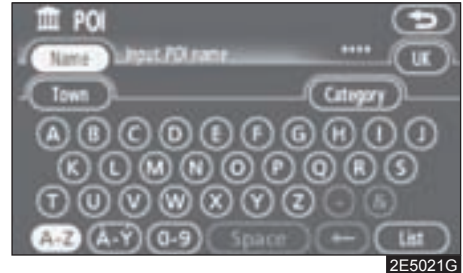 POI
Name Input POI name **** UK
Town Category
A B C D E F G H I J
K L M N O P Q R S
T U V W X Y Z - &
A-Z À-Ý 0-9 Space ← List
2E5021G